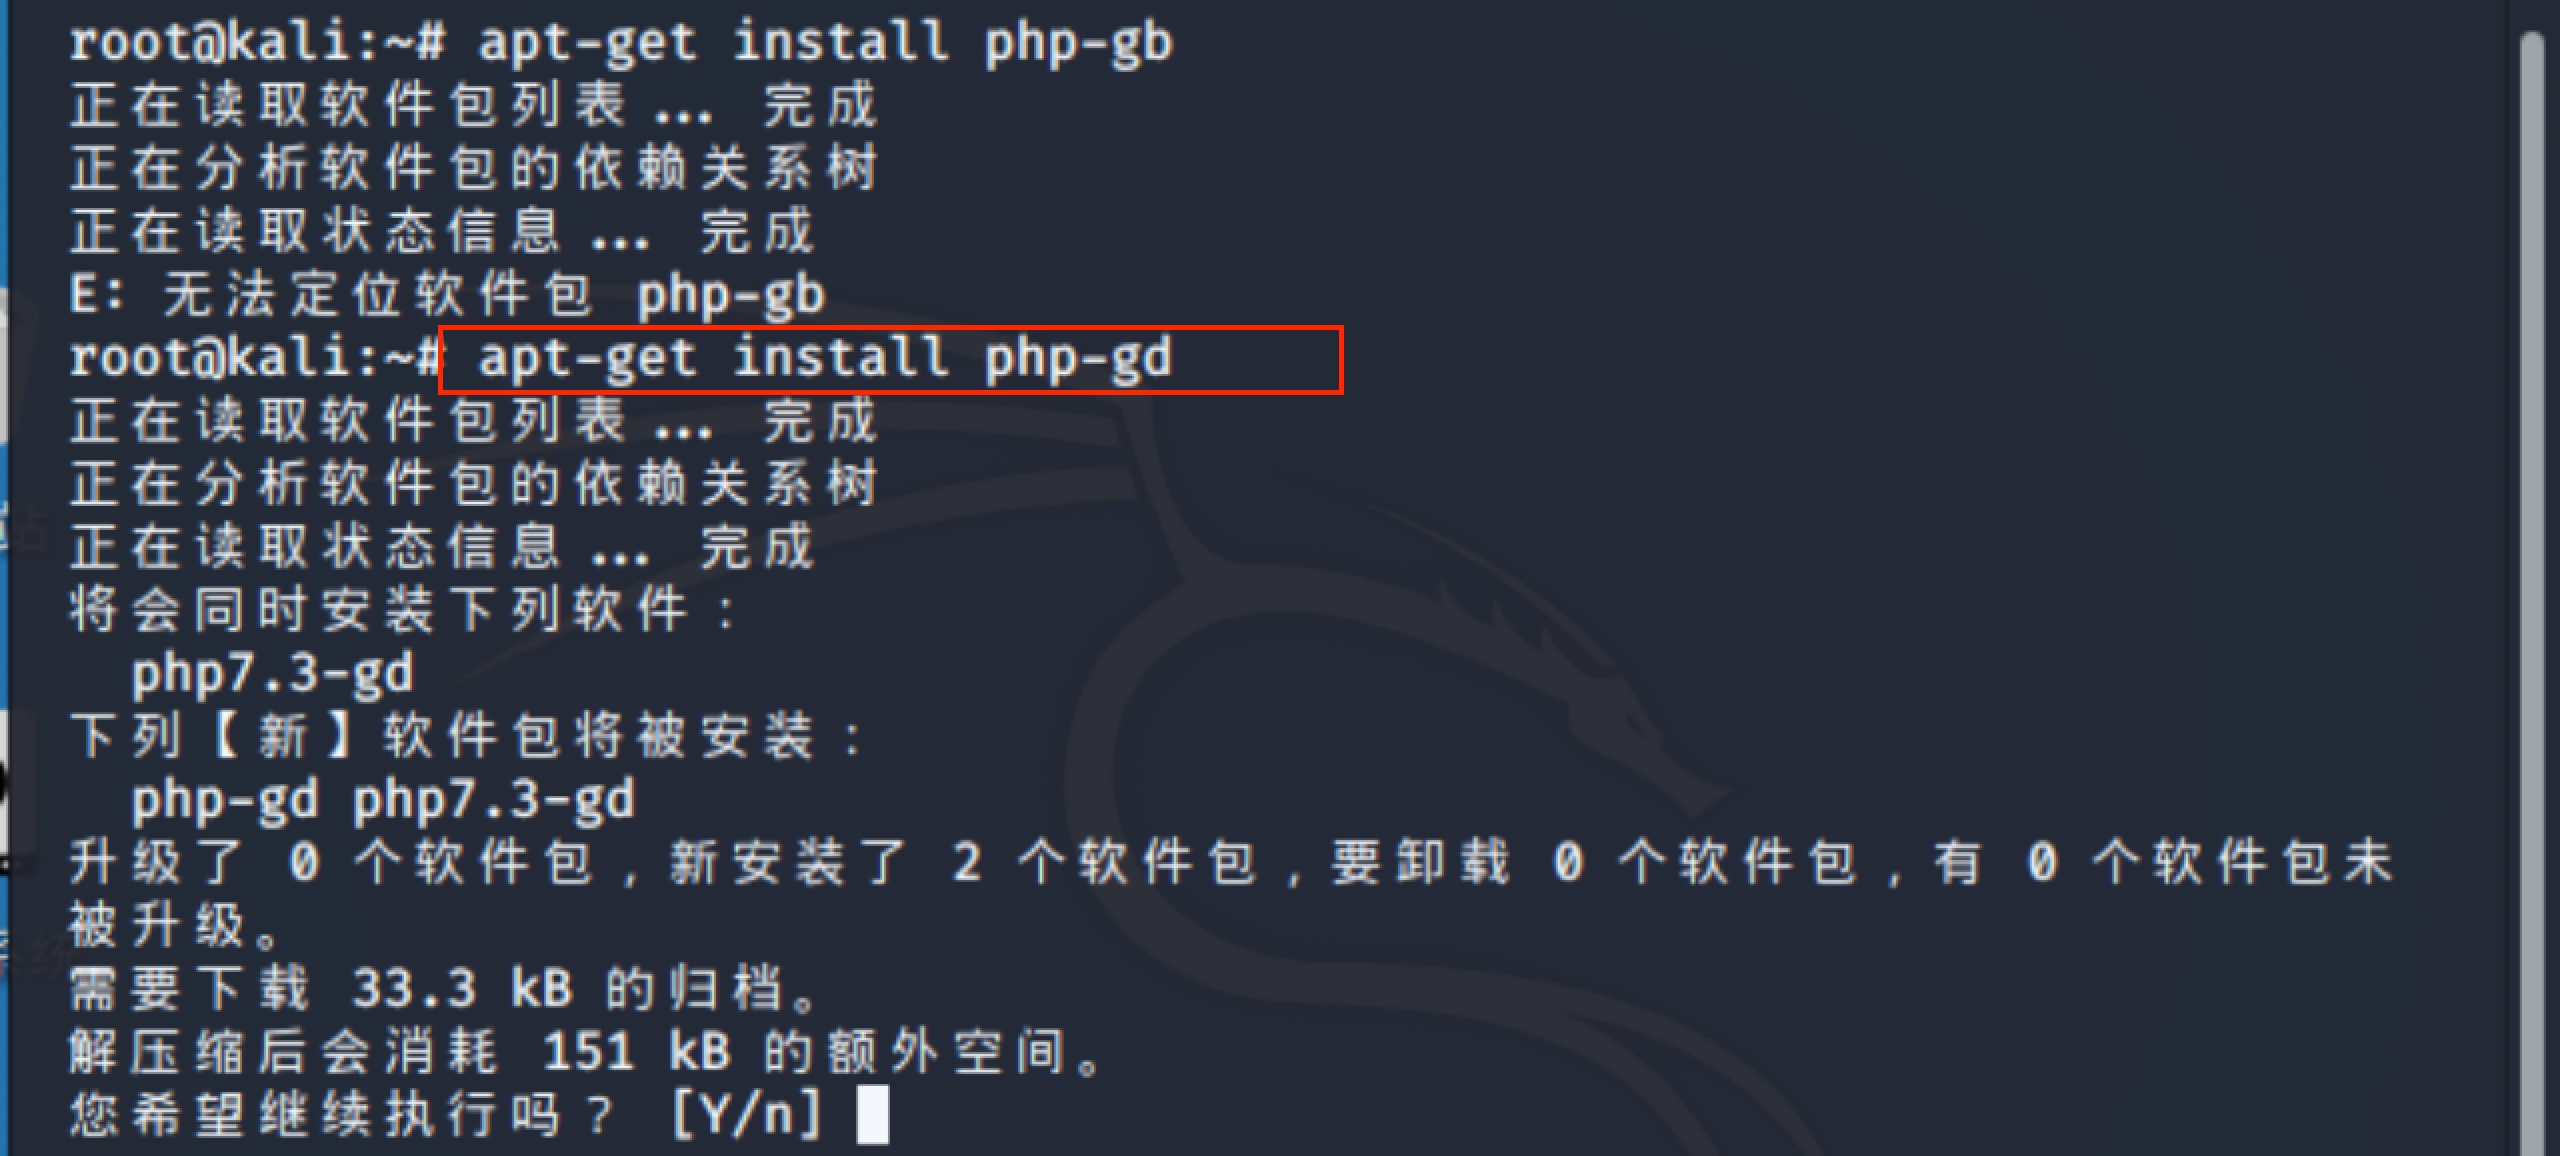 root@kali:~# apt-get install php-gb
正在读取软件包列表... 完成
正在分析软件包的依赖关系树
正在读取状态信息... 完成
E: 无法定位软件包 php-gb
root@kali:~# apt-get install php-gd
正在读取软件包列表... 完成
正在分析软件包的依赖关系树
正在读取状态信息... 完成
将会同时安装下列软件:
php7.3-gd
下列【新】软件包将被安装:
php-gd php7.3-gd
升级了 0 个软件包,新安装了 2 个软件包,要卸载 0 个软件包,有 0 个软件包未
被升级。
需要下载 33.3 kB 的归档。
解压缩后会消耗 151 kB 的额外空间。
您希望继续执行吗? [Y/n]